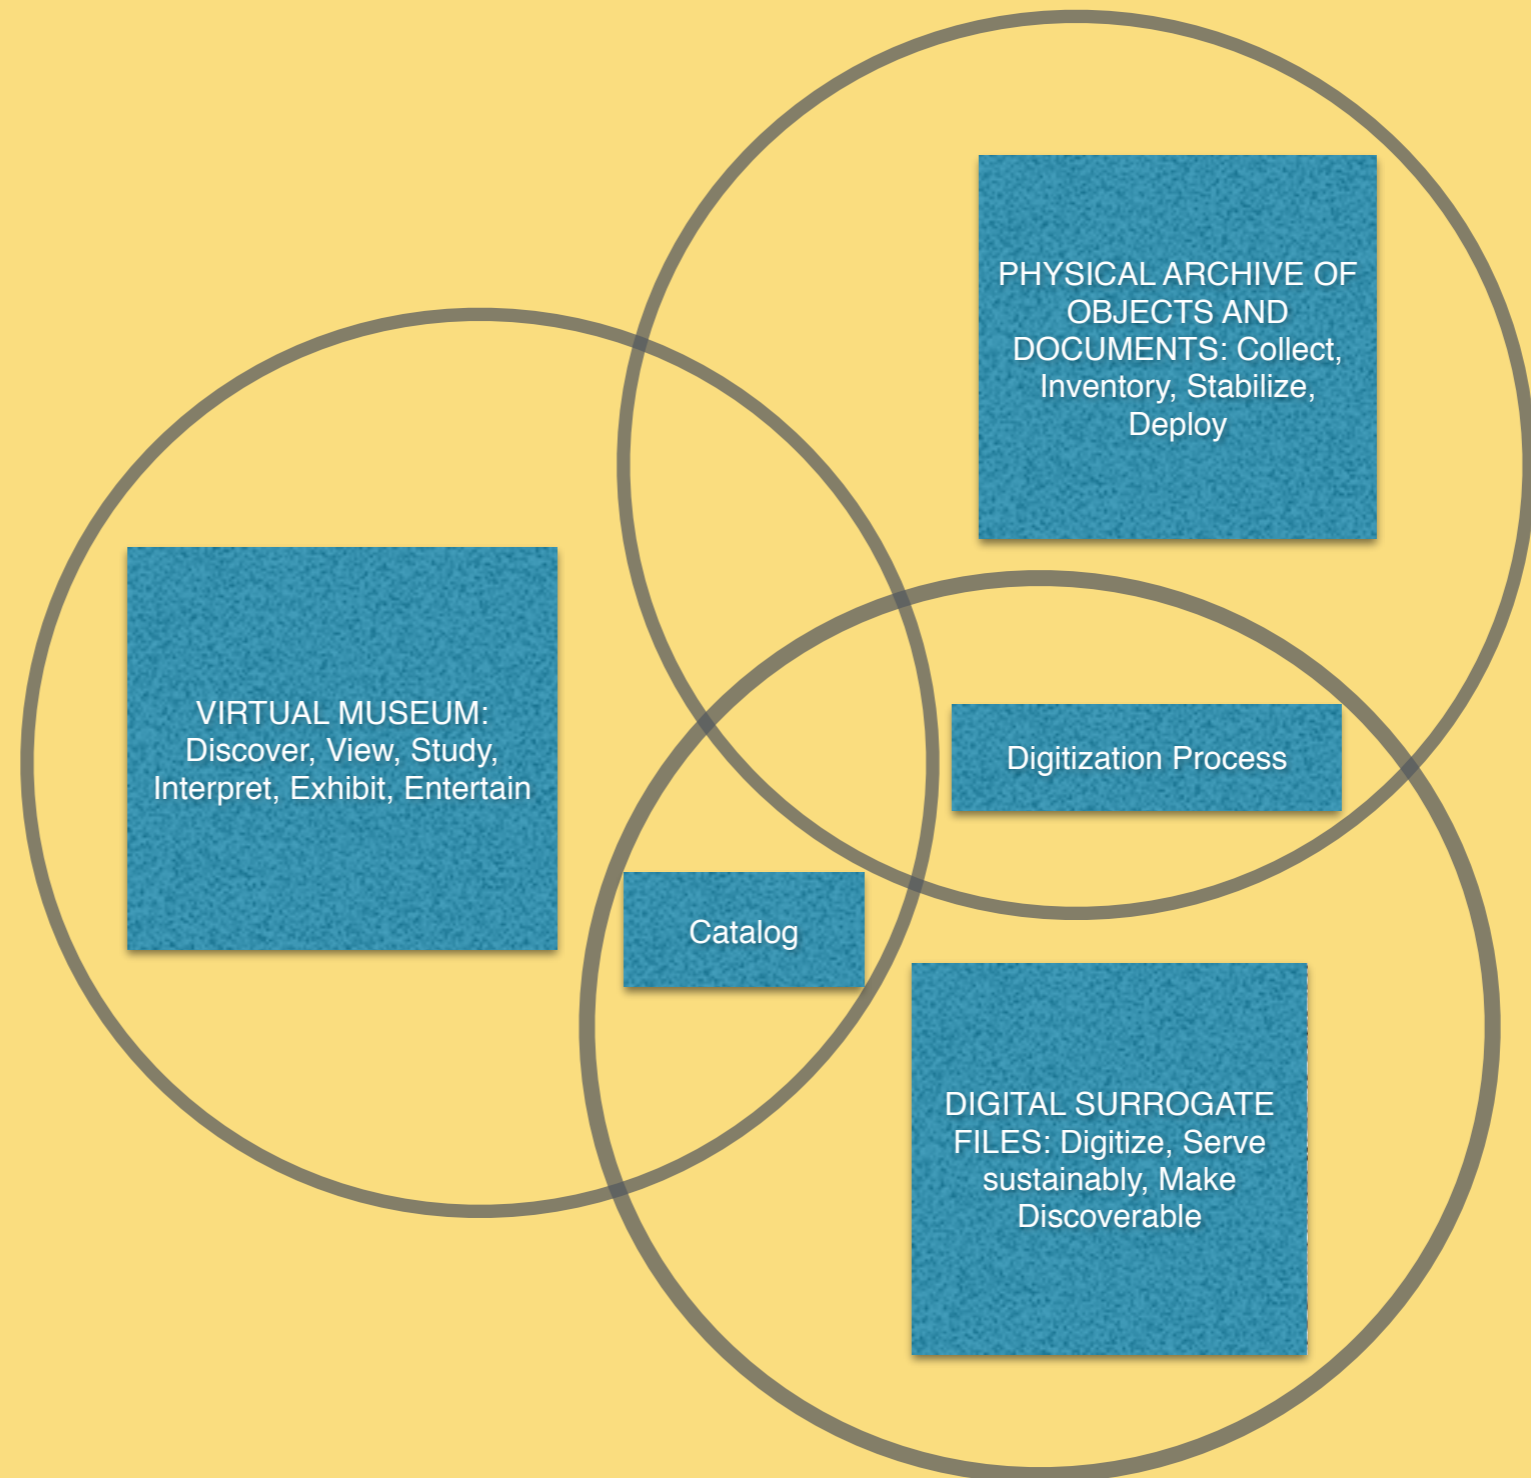 PHYSICAL ARCHIVE OF
OBJECTS AND
DOCUMENTS: Collect,
Inventory, Stabilize,
Deploy
VIRTUAL MUSEUM:
Discover, View, Study,
Interpret, Exhibit, Entertain
Digitization Process
Catalog
DIGITAL SURROGATE
FILES: Digitize, Serve
sustainably, Make
Discoverable